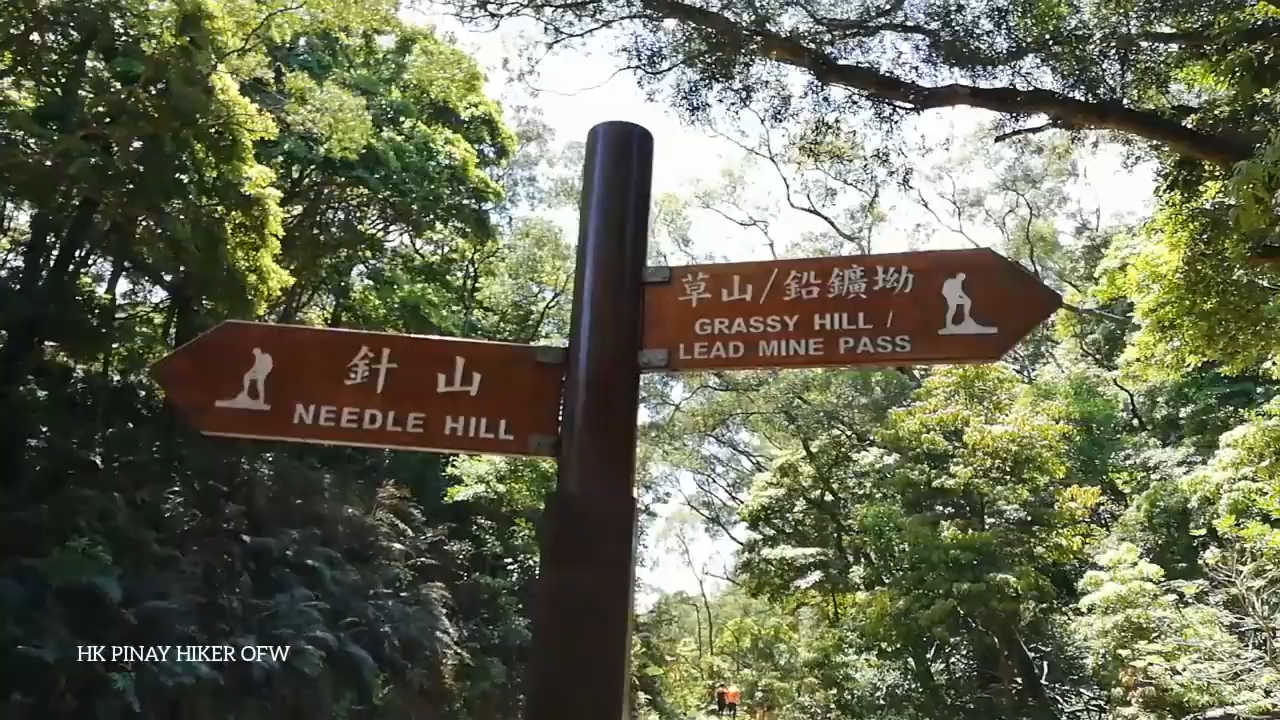 針山
NEEDLE HILL
草山/鉛鑛坳
GRASSY HILL /
LEAD MINE PASS
HK PINAY HIKER OFW